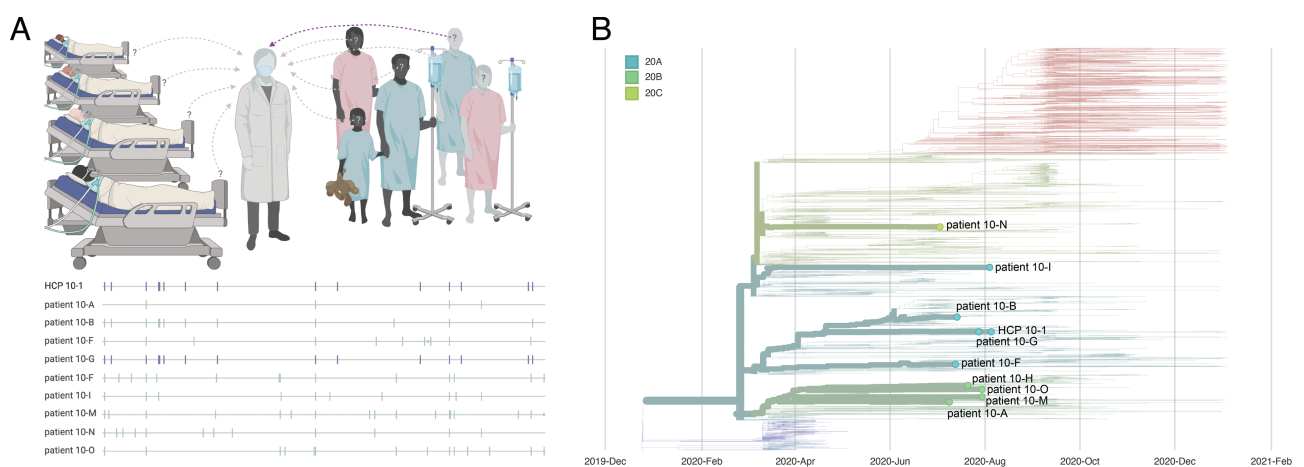 A
?
?
?
?
?
?
?
?
?
?
HCP 10-1
patient 10-A
patient 10-B
patient 10-F
patient 10-G
patient 10-F
patient 10-I
patient 10-M
patient 10-N
patient 10-O
B
20A
20B
20C
patient 10-N
patient 10-I
patient 10-B
HCP 10-1
patient 10-G
patient 10-F
patient 10-H
patient 10-O
patient 10-M
patient 10-A
2019-Dec
2020-Feb
2020-Apr
2020-Jun
2020-Aug
2020-Oct
2020-Dec
2021-Feb